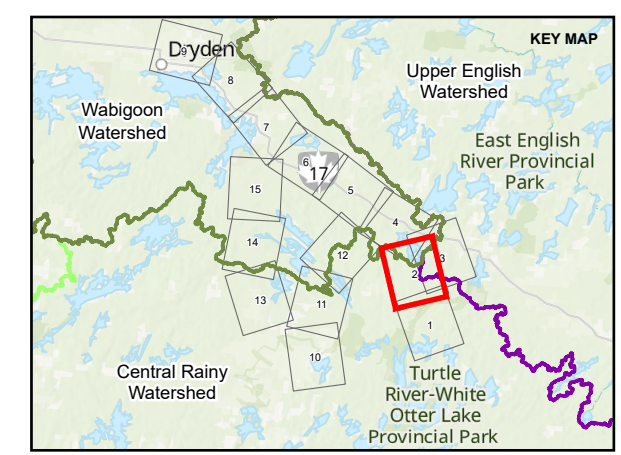 KEY MAP
Dryden
9
8
Upper English
Watershed
Wabigoon
Watershed
7
East English
River Provincial
Park
6
17
5
15
4
14
12
3
2
13
11
1
10
Central Rainy
Watershed
Turtle
River-White
Otter Lake
Provincial Park